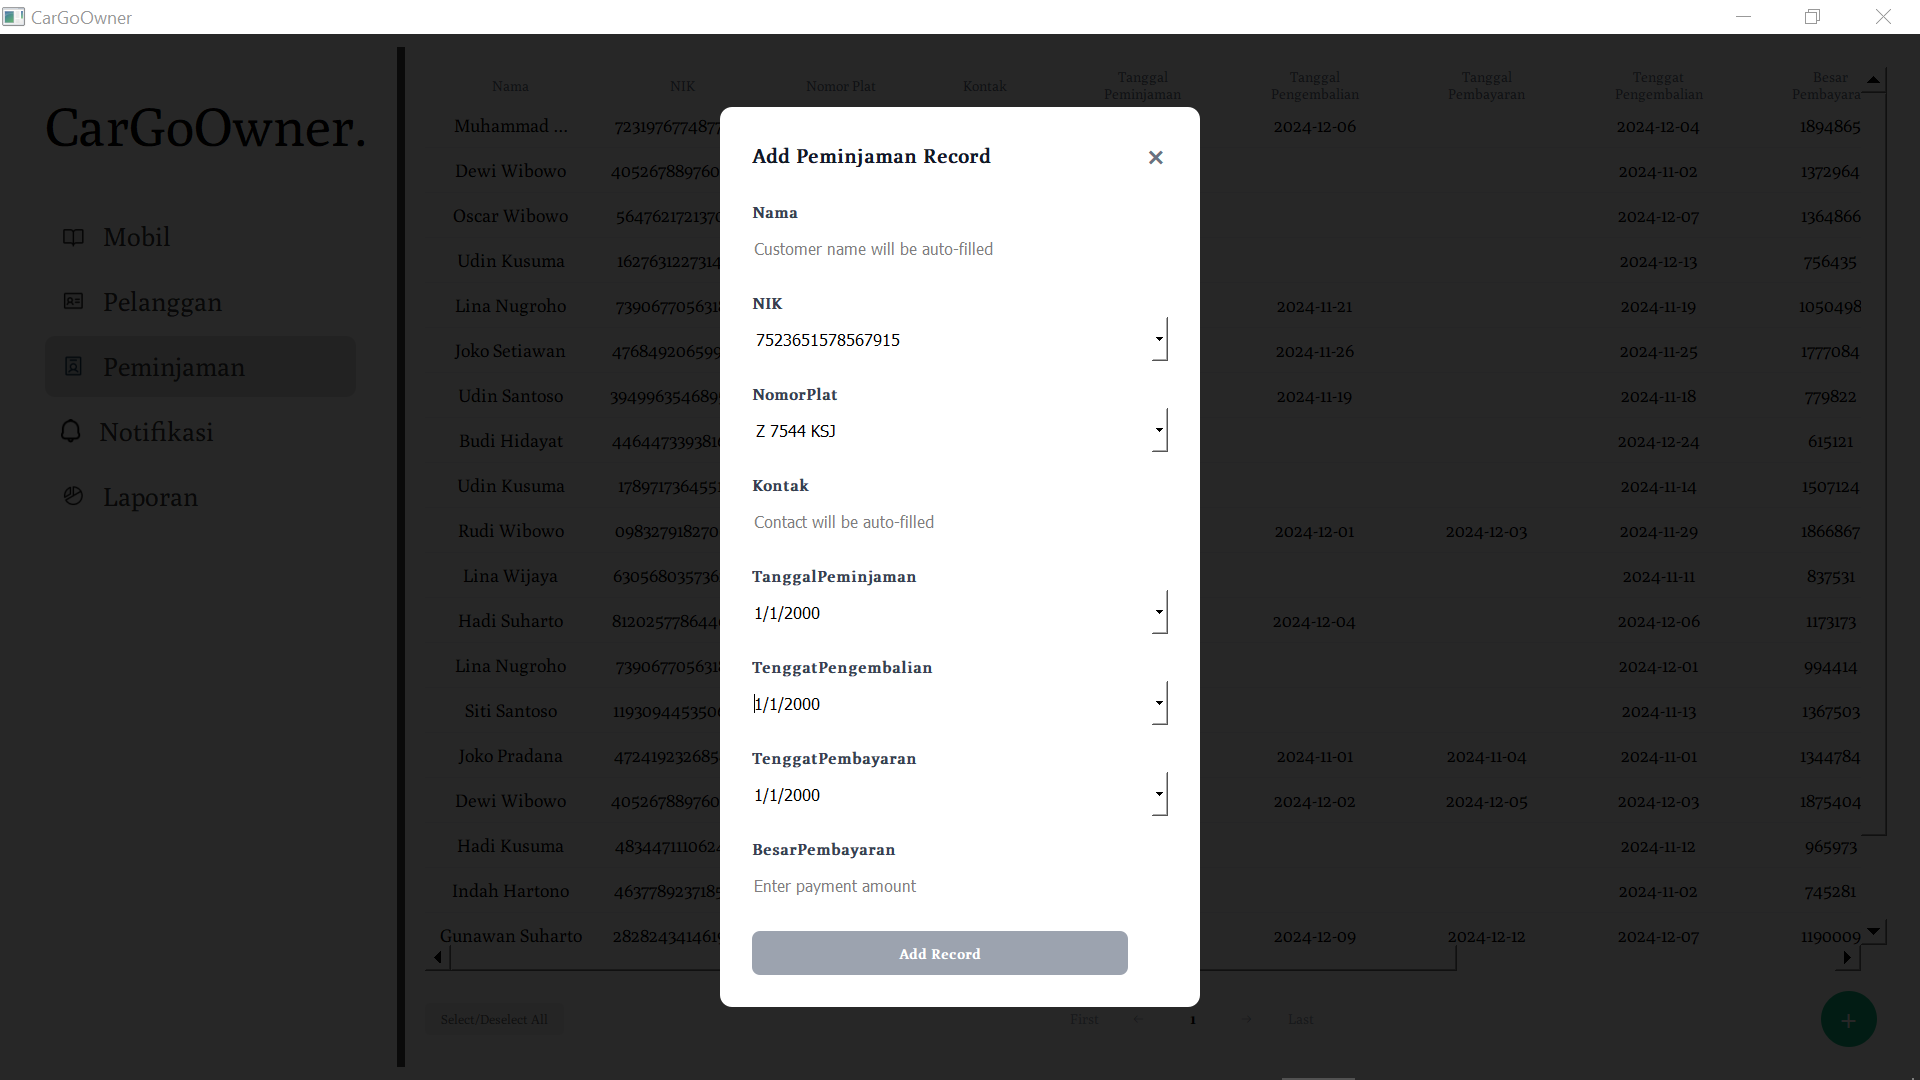 CarGoOwner
CarGoOwner.
Mobil
Pelanggan
Peminjaman
Notifikasi
Laporan
Nama NIK Nomor Plat Kontak Tanggal Peminjaman Tanggal Pengembalian Tanggal Pembayaran Tenggat Pengembalian Besar Pembayara
Muhammad ... 7231976774877 2024-12-06 2024-12-04 1894865
Dewi Wibowo 405267889760 2024-11-02 1372964
Oscar Wibowo 564762172137 2024-12-07 1364866
Udin Kusuma 1627631227314 2024-12-13 756435
Lina Nugroho 739067705631 2024-11-21 2024-11-19 1050498
Joko Setiawan 476849206599 2024-11-26 2024-11-25 1777084
Udin Santoso 394996354689 2024-11-19 2024-11-18 779822
Budi Hidayat 446447339381 2024-12-24 615121
Udin Kusuma 178971736455 2024-11-14 1507124
Rudi Wibowo 098327918270 2024-12-01 2024-12-03 2024-11-29 1866867
Lina Wijaya 630568035736 2024-11-11 837531
Hadi Suharto 812025778644 2024-12-04 2024-12-06 1173173
Lina Nugroho 739067705631 2024-12-01 994414
Siti Santoso 119309445350 2024-11-13 1367503
Joko Pradana 472419232685 2024-11-01 2024-11-04 2024-11-01 1344784
Dewi Wibowo 405267889760 2024-12-02 2024-12-05 2024-12-03 1875404
Hadi Kusuma 4834471110624 2024-11-12 965973
Indah Hartono 463778923718 2024-11-02 745281
Gunawan Suharto 282824341461 2024-12-09 2024-12-12 2024-12-07 1190009
Select/Deselect All
First ← 1 → Last
+
Add Peminjaman Record ×
Nama
Customer name will be auto-filled
NIK
7523651578567915
NomorPlat
Z 7544 KSJ
Kontak
Contact will be auto-filled
TanggalPeminjaman
1/1/2000
TenggatPengembalian
1/1/2000
TenggatPembayaran
1/1/2000
BesarPembayaran
Enter payment amount
Add Record